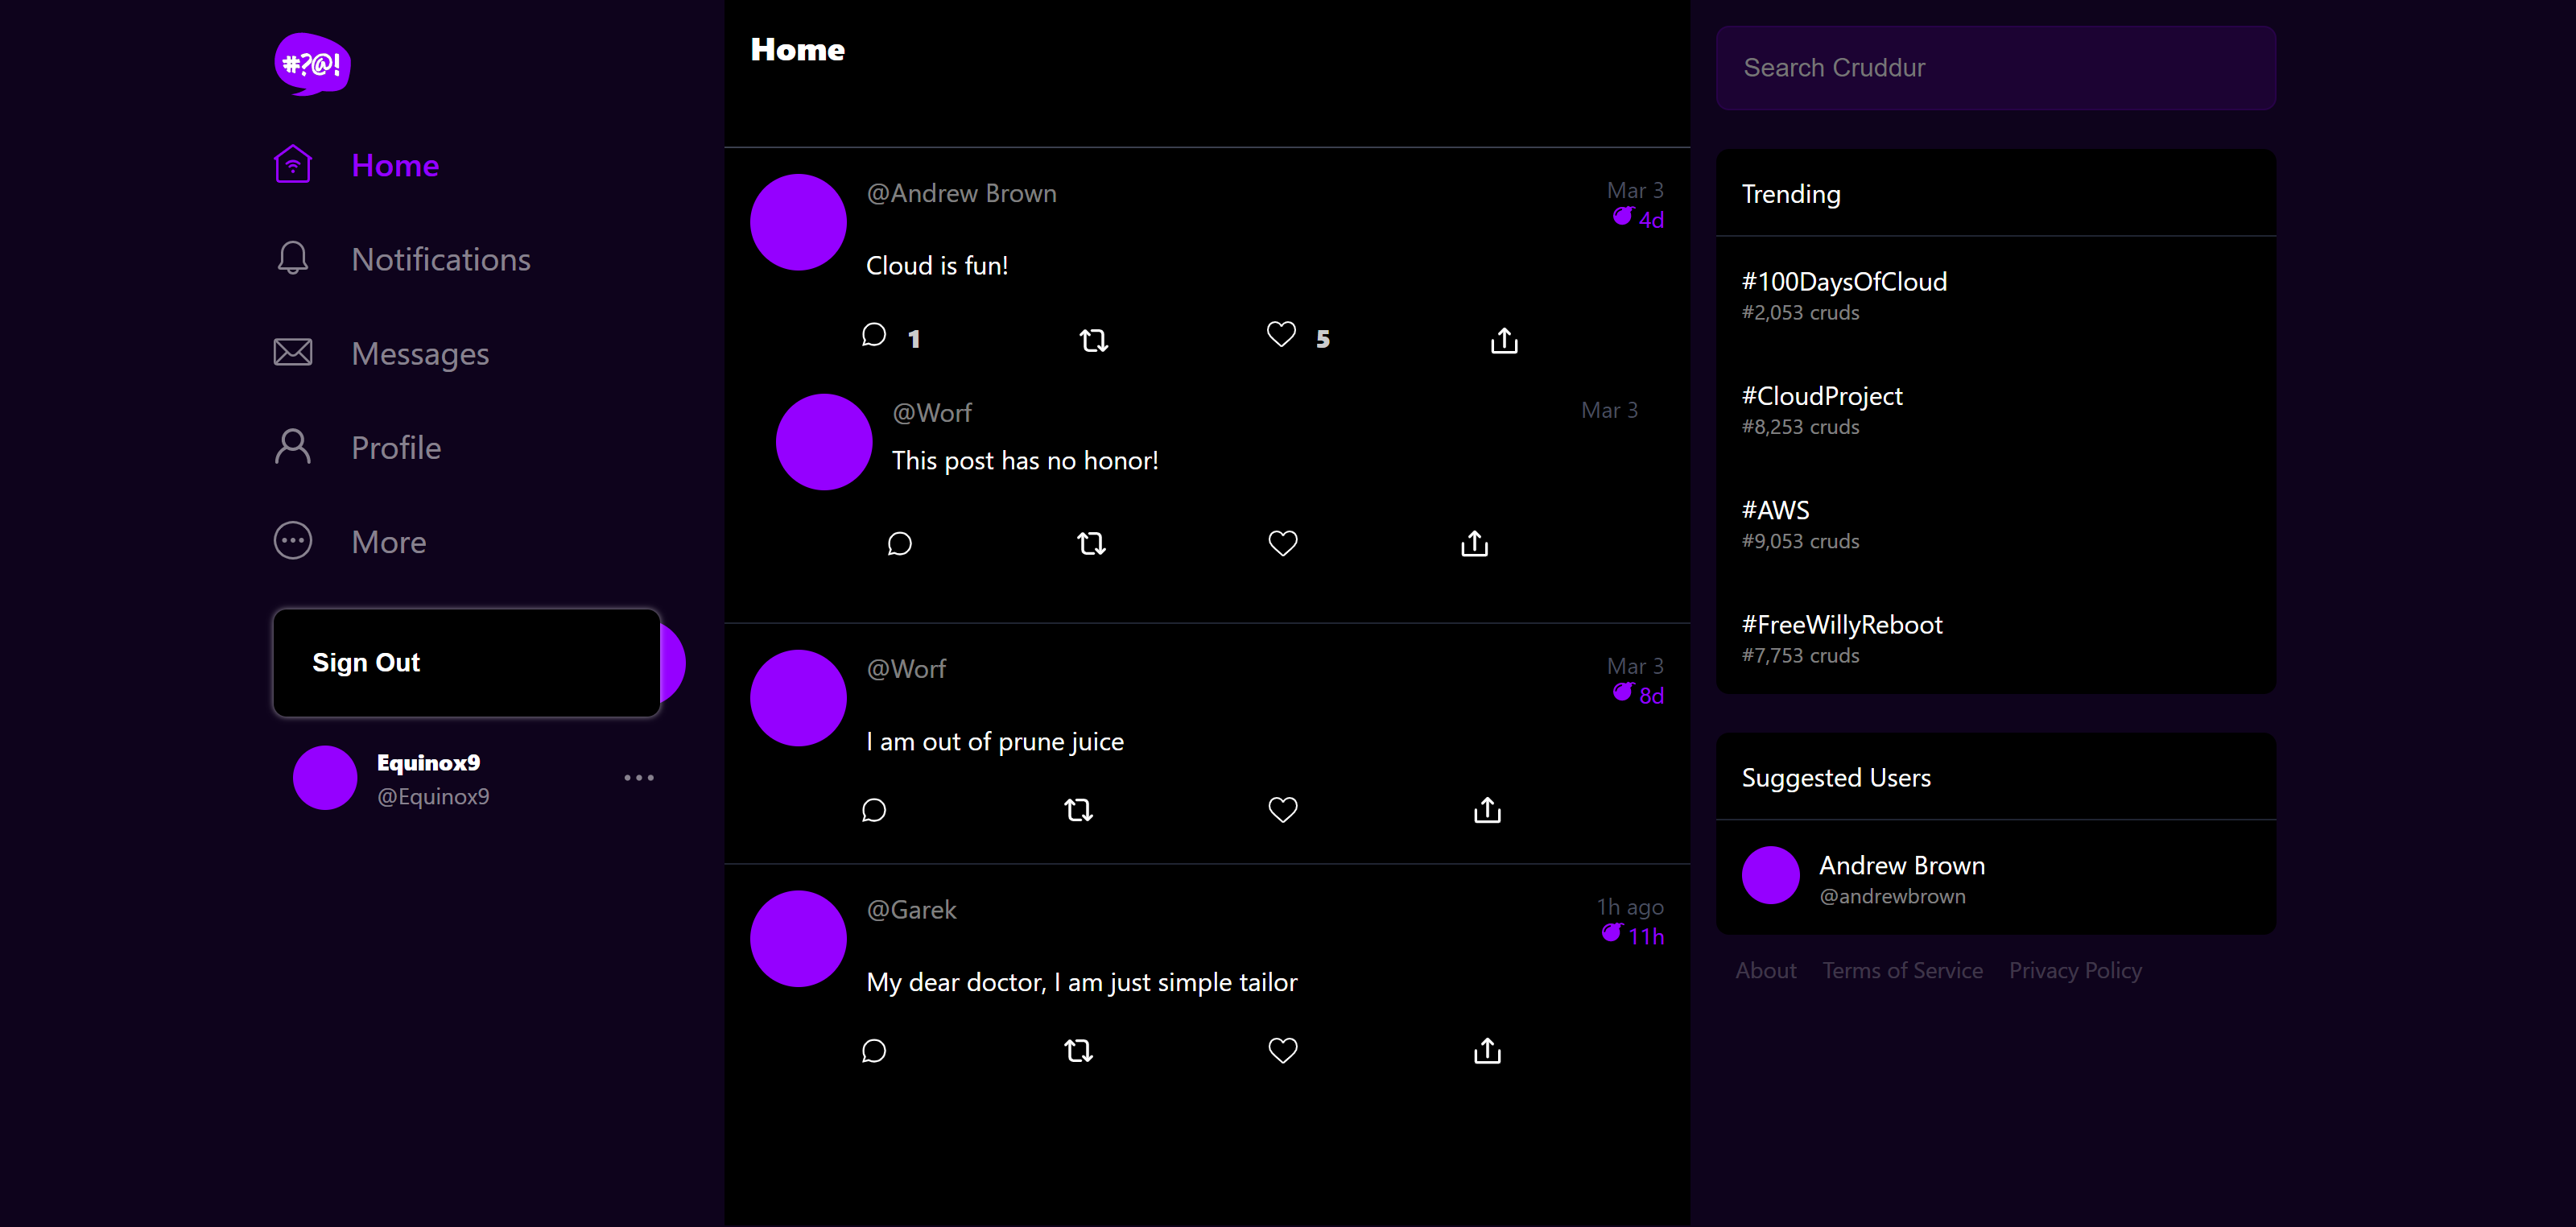 #?@!
Home
Notifications
Messages
Profile
More
Sign Out
Equinox9
@Equinox9
Home
@Andrew Brown
Mar 3
4d
Cloud is fun!
1 5
@Worf
Mar 3
This post has no honor!
@Worf
Mar 3
8d
I am out of prune juice
@Garek
1h ago
11h
My dear doctor, I am just simple tailor
Search Cruddur
Trending
#100DaysOfCloud
#2,053 cruds
#CloudProject
#8,253 cruds
#AWS
#9,053 cruds
#FreeWillyReboot
#7,753 cruds
Suggested Users
Andrew Brown
@andrewbrown
About Terms of Service Privacy Policy